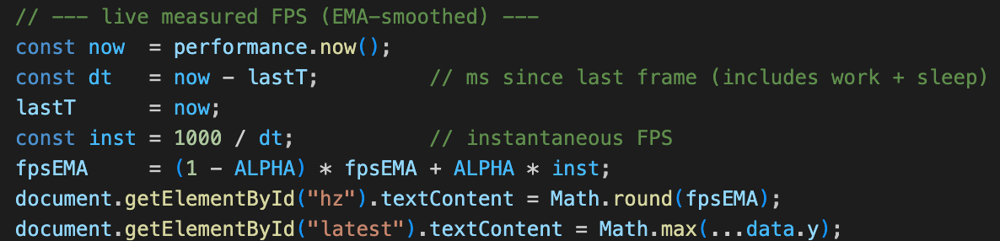 // --- live measured FPS (EMA-smoothed) ---
const now  = performance.now();
const dt   = now - lastT;         // ms since last frame (includes work + sleep)
lastT      = now;
const inst = 1000 / dt;           // instantaneous FPS
fpsEMA     = (1 - ALPHA) * fpsEMA + ALPHA * inst;
document.getElementById("hz").textContent = Math.round(fpsEMA);
document.getElementById("latest").textContent = Math.max(...data.y);